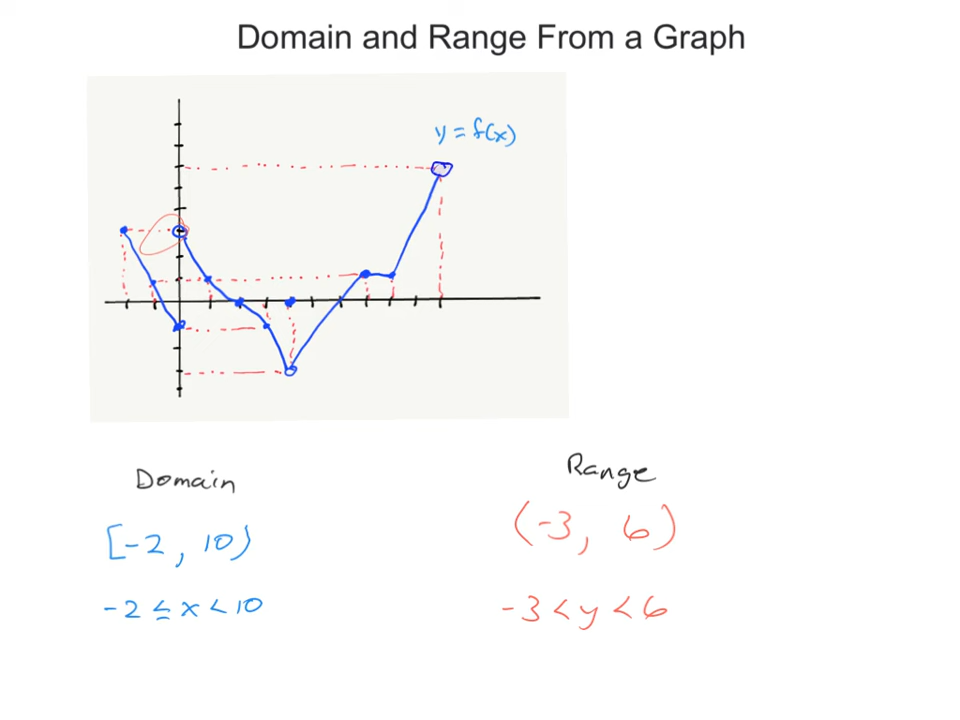 Domain and Range From a Graph
y = f(x)
Domain
Range
[-2, 10)
(-3, 6)
-2 ≤ x < 10
-3 < y < 6